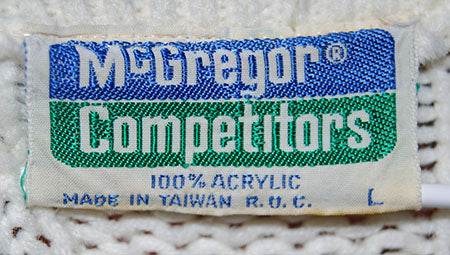 McGregor®
Competitors
100% ACRYLIC
MADE IN TAIWAN R.O.C. L